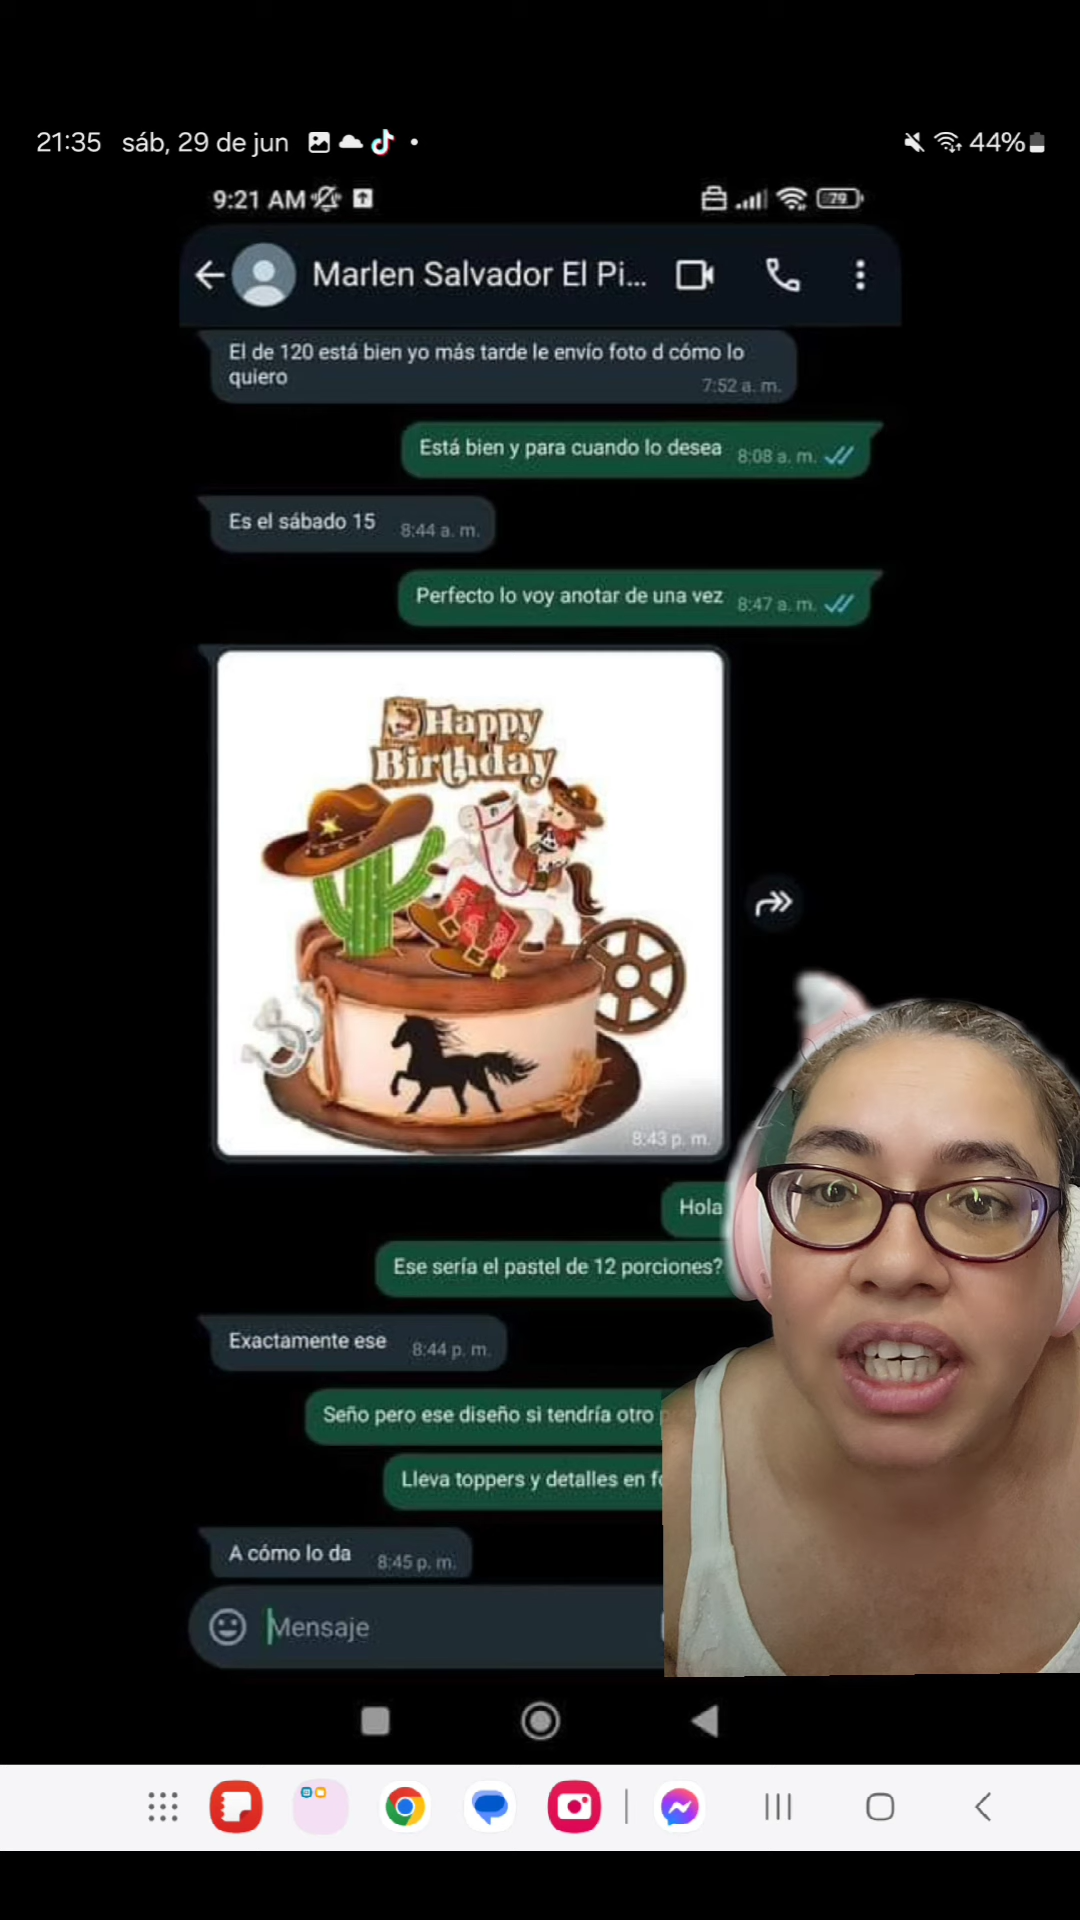 21:35 sáb, 29 de jun
44%
9:21 AM
79
Marlen Salvador El Pi...
El de 120 está bien yo más tarde le envío foto d cómo lo
quiero
7:52 a. m.
Está bien y para cuando lo desea 8:08 a. m.
Es el sábado 15 8:44 a. m.
Perfecto lo voy anotar de una vez 8:47 a. m.
Happy
Birthday
8:43 p. m.
Hola
Ese sería el pastel de 12 porciones?
Exactamente ese 8:44 p. m.
Seño pero ese diseño si tendría otro
Lleva toppers y detalles en
A cómo lo da 8:45 p. m.
Mensaje